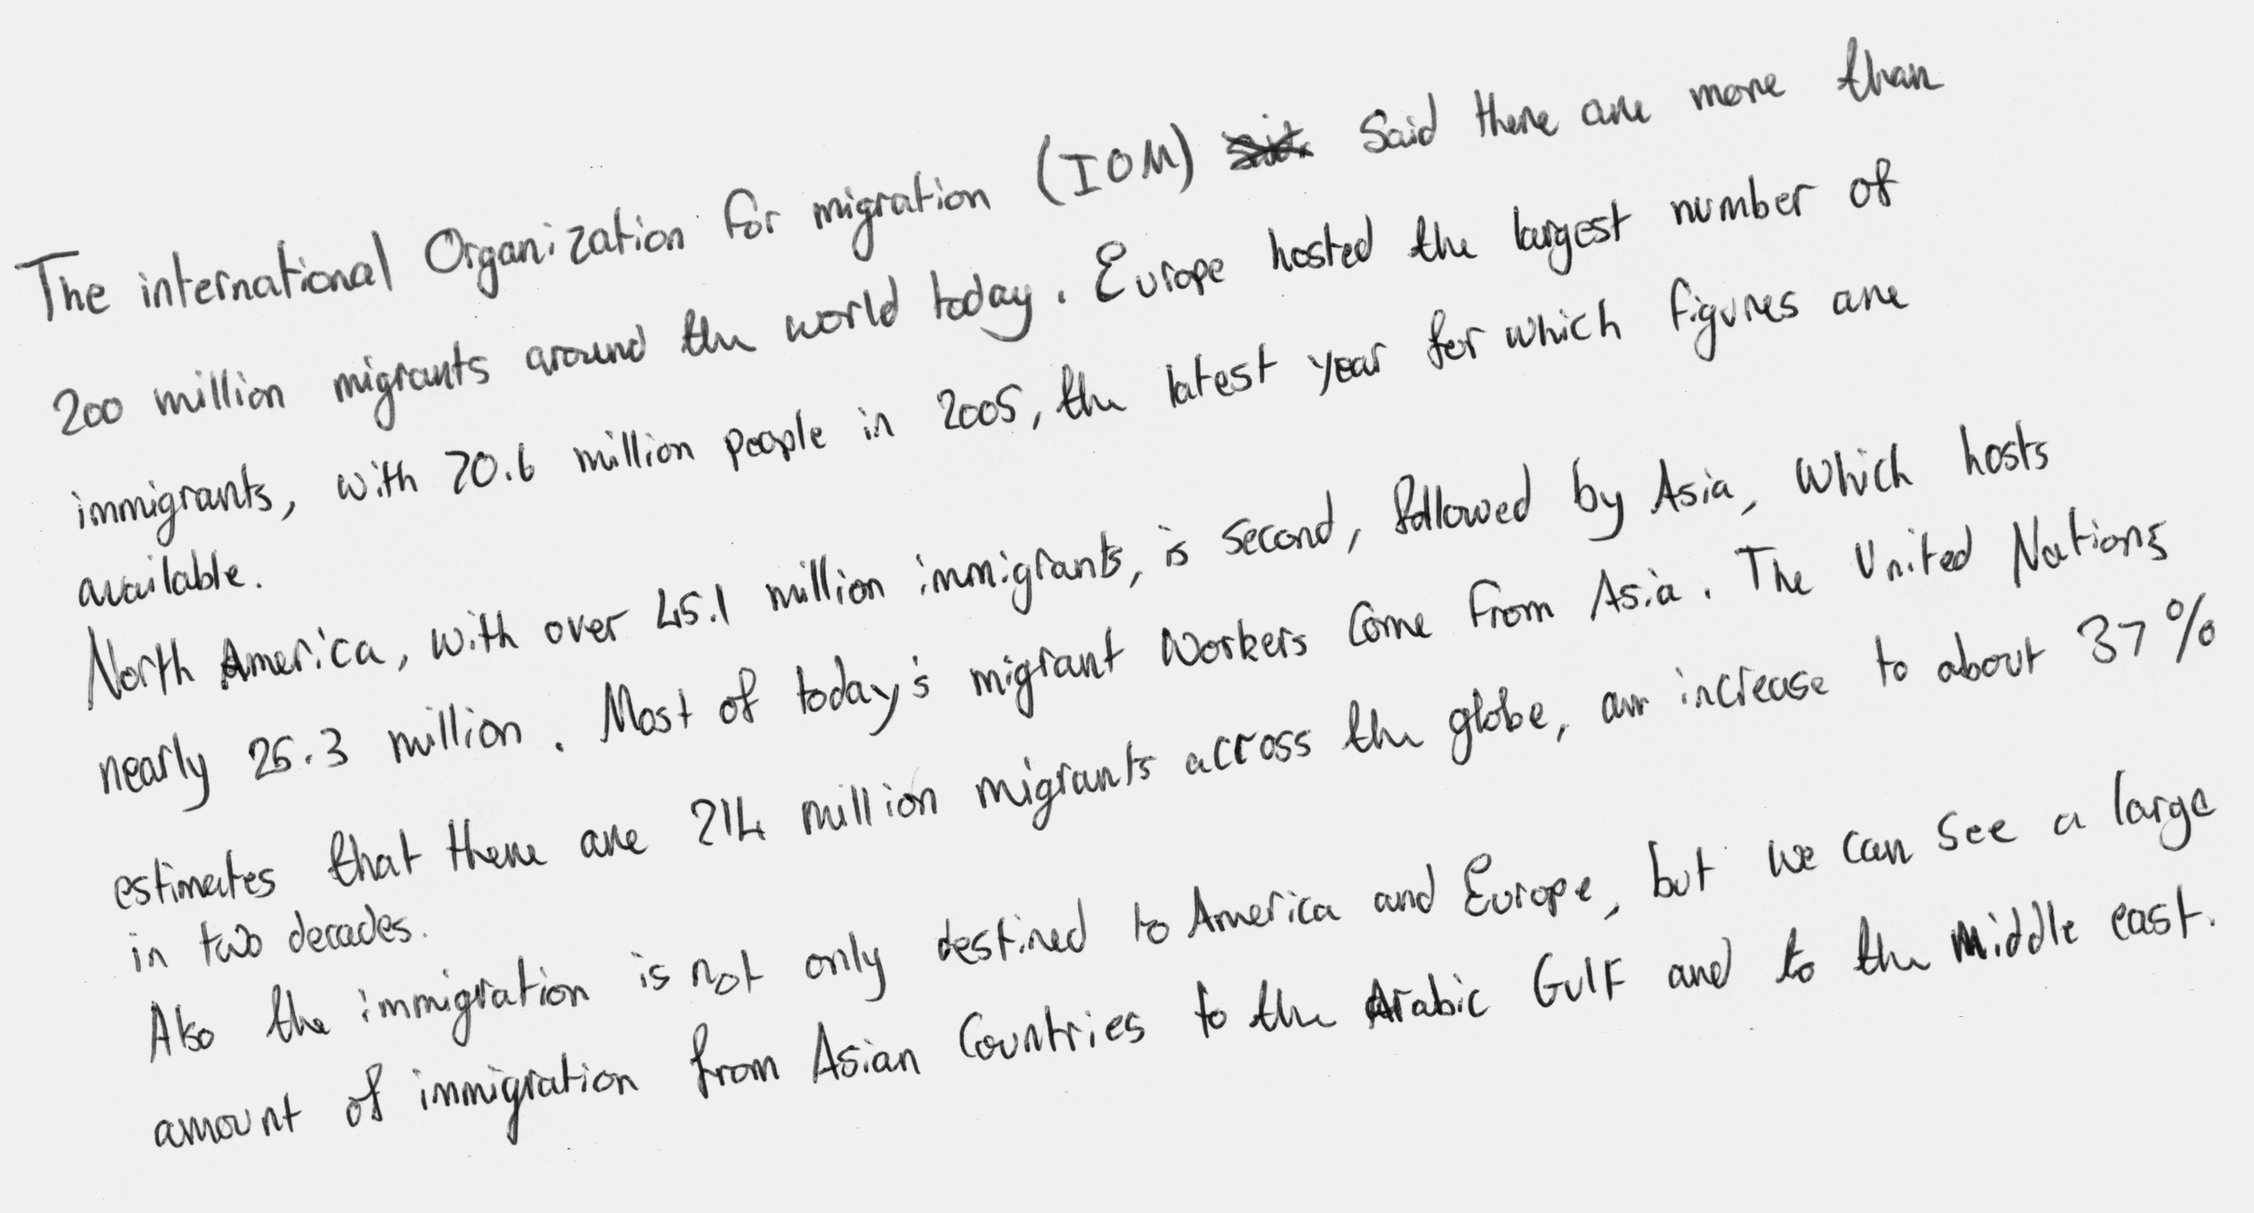 The international Organization for migration (IOM) Said there are more than
200 million migrants around the world today. Europe hosted the largest number of
immigrants, with 70.6 million people in 2005, the latest year for which figures are
available.
North America, with over 45.1 million immigrants, is second, followed by Asia, which hosts
nearly 25.3 million. Most of today's migrant workers come from Asia. The United Nations
estimates that there are 214 million migrants across the globe, an increase to about 37%
in two decades.
Also the immigration is not only destined to America and Europe, but we can see a large
amount of immigration from Asian Countries to the Arabic Gulf and to the Middle east.